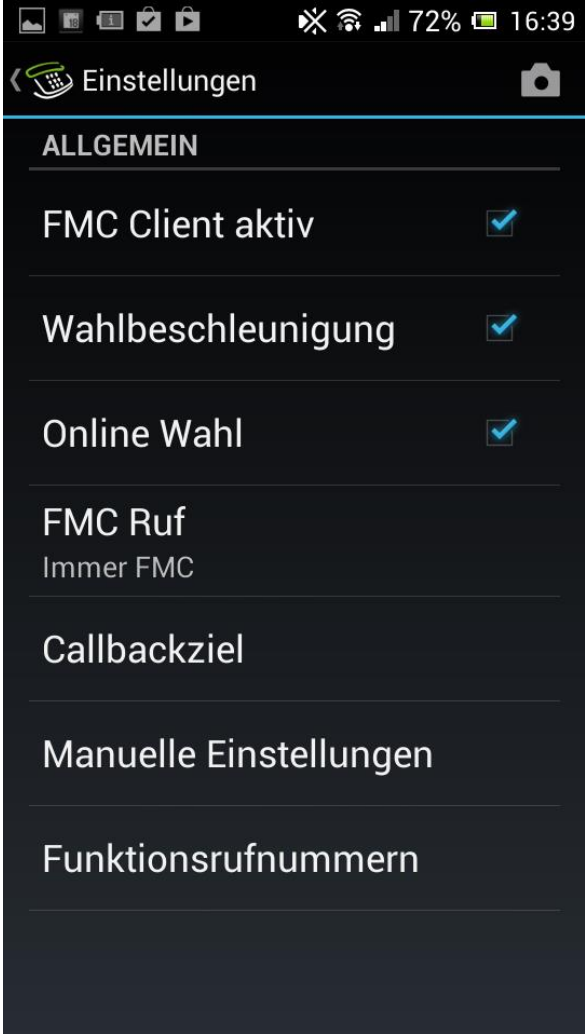 72% 16:39
Einstellungen
ALLGEMEIN
FMC Client aktiv
Wahlbeschleunigung
Online Wahl
FMC Ruf
Immer FMC
Callbackziel
Manuelle Einstellungen
Funktionsrufnummern